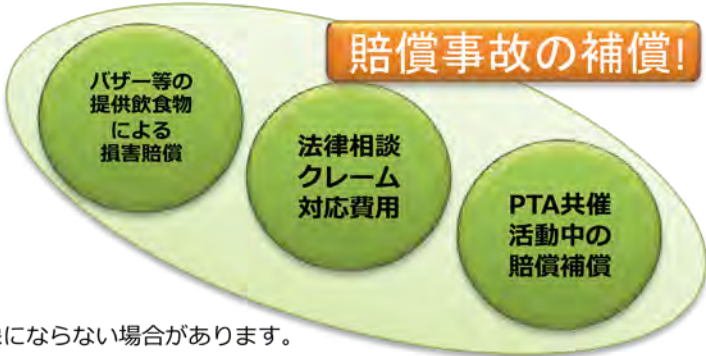 賠償事故の補償!
バザー等の
提供飲食物
による
損害賠償
法律相談
クレーム
対応費用
PTA共催
活動中の
賠償補償
にならない場合があります。